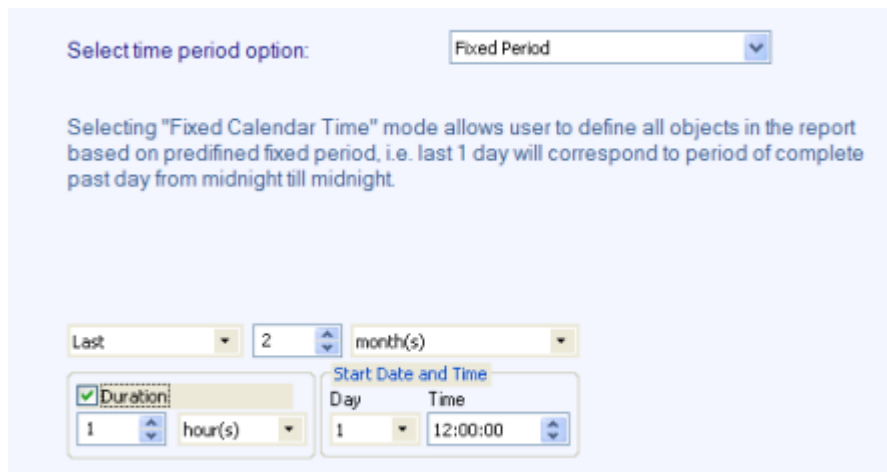 Select time period option: Fixed Period
Selecting "Fixed Calendar Time" mode allows user to define all objects in the report
based on predifined fixed period, i.e. last 1 day will correspond to period of complete
past day from midnight till midnight.
Last 2 month(s)
Duration Start Date and Time
Day Time
1 hour(s) 1 12:00:00